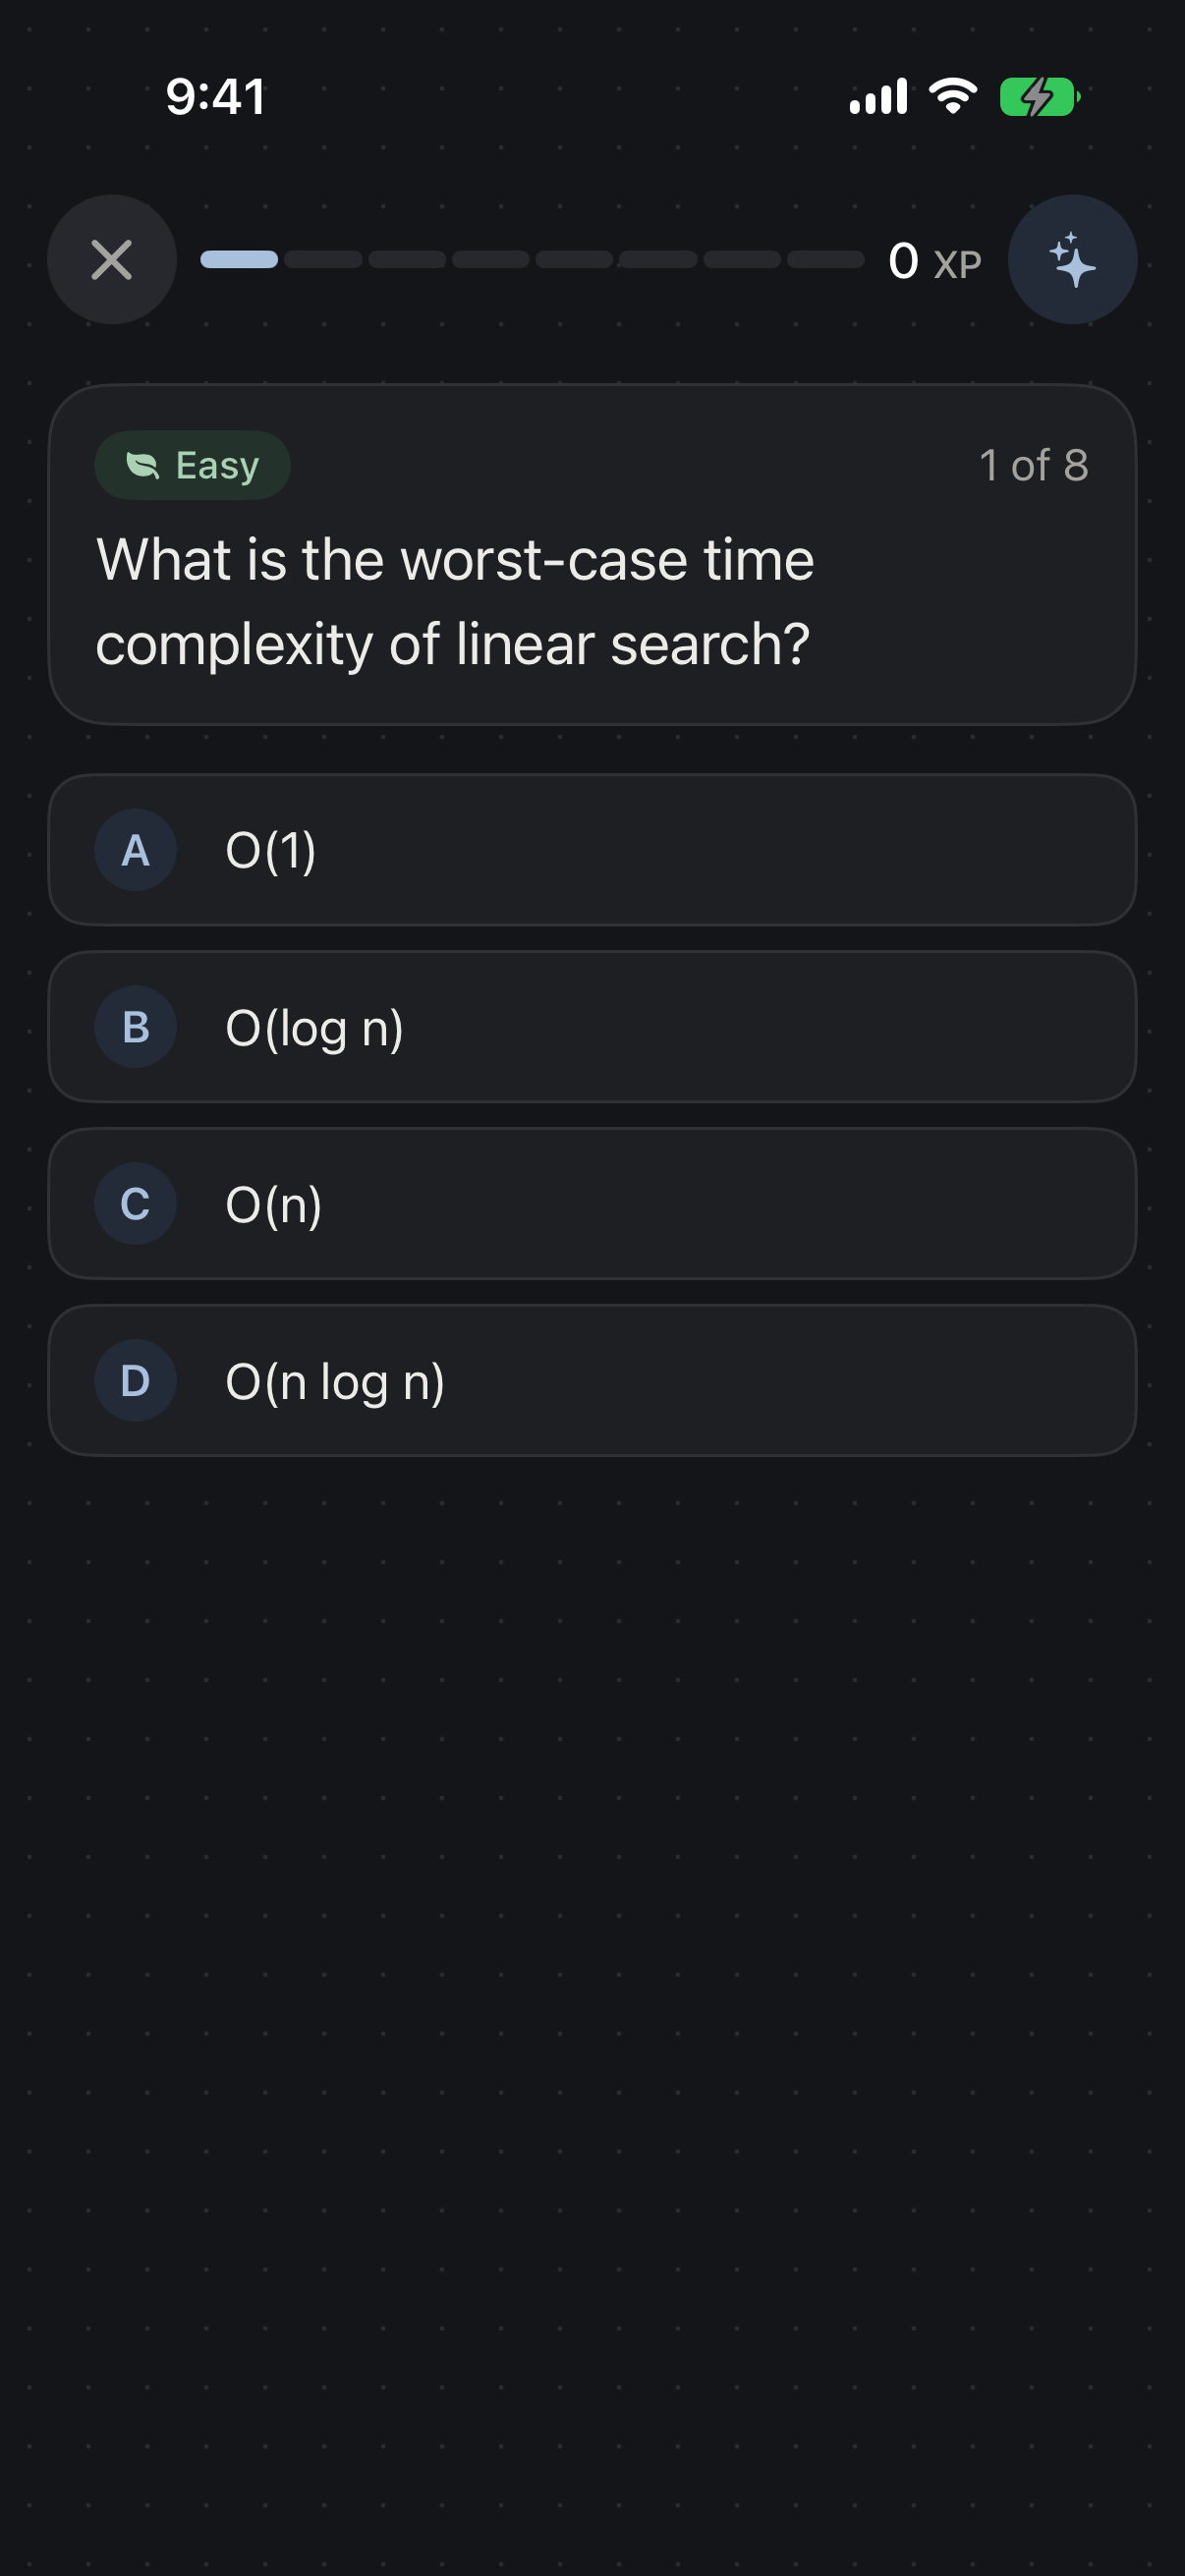 9:41
0 XP
Easy
1 of 8
What is the worst-case time
complexity of linear search?
A O(1)
B O(log n)
C O(n)
D O(n log n)